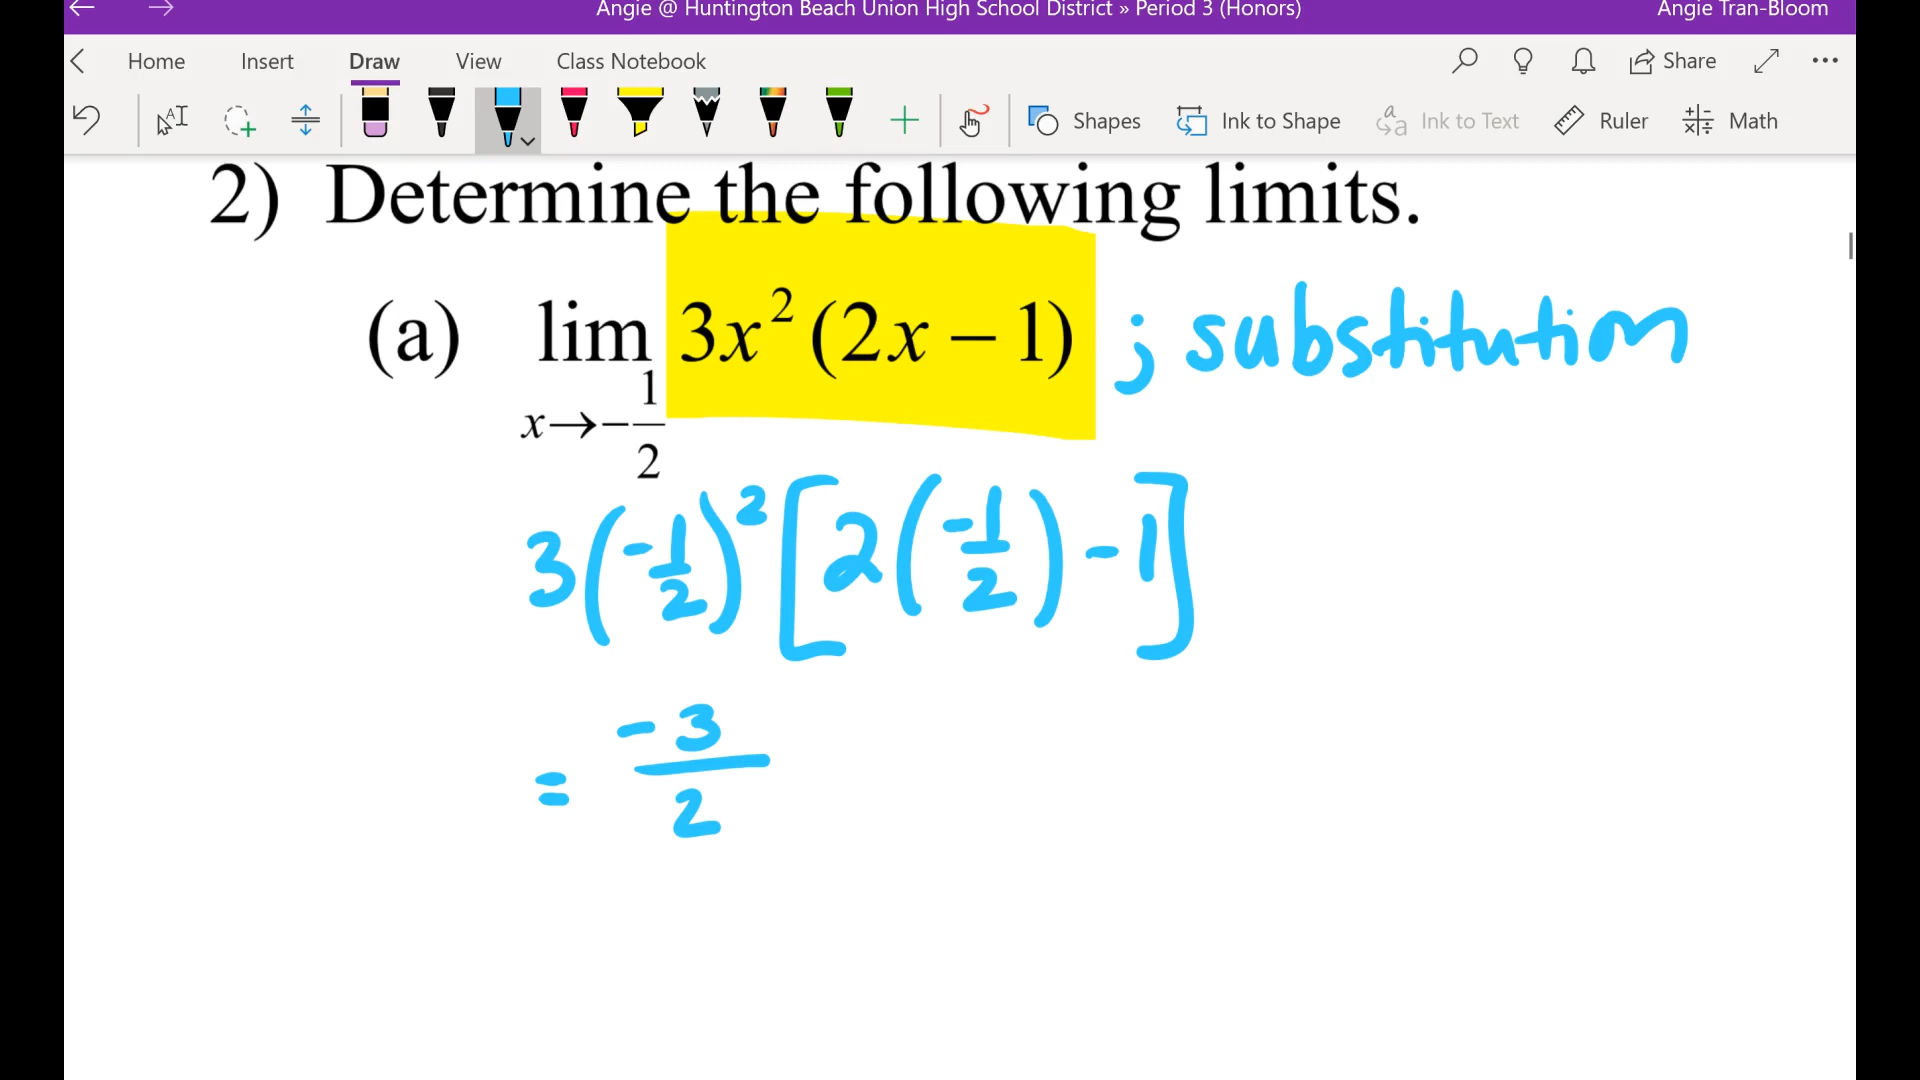 Angie @ Huntington Beach Union High School District » Period 3 (Honors) Angie Tran-Bloom
Home Insert Draw View Class Notebook Share
Shapes Ink to Shape Ink to Text Ruler Math
2) Determine the following limits.
(a) lim x→-1/2 3x²(2x − 1) ; substitution
3(-1/2)²[2(-1/2)-1]
= -3/2